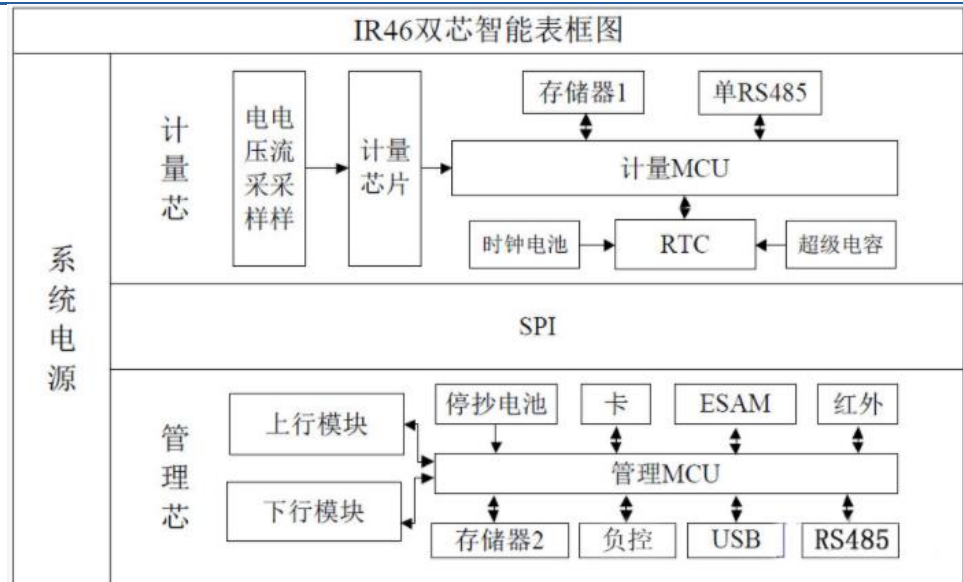 IR46双芯智能表框图
系统电源
计量芯
电压采样
电流采样
计量芯片
存储器1
单RS485
计量MCU
时钟电池
RTC
超级电容
SPI
管理芯
上行模块
下行模块
停抄电池
卡
ESAM
红外
管理MCU
存储器2
负控
USB
RS485